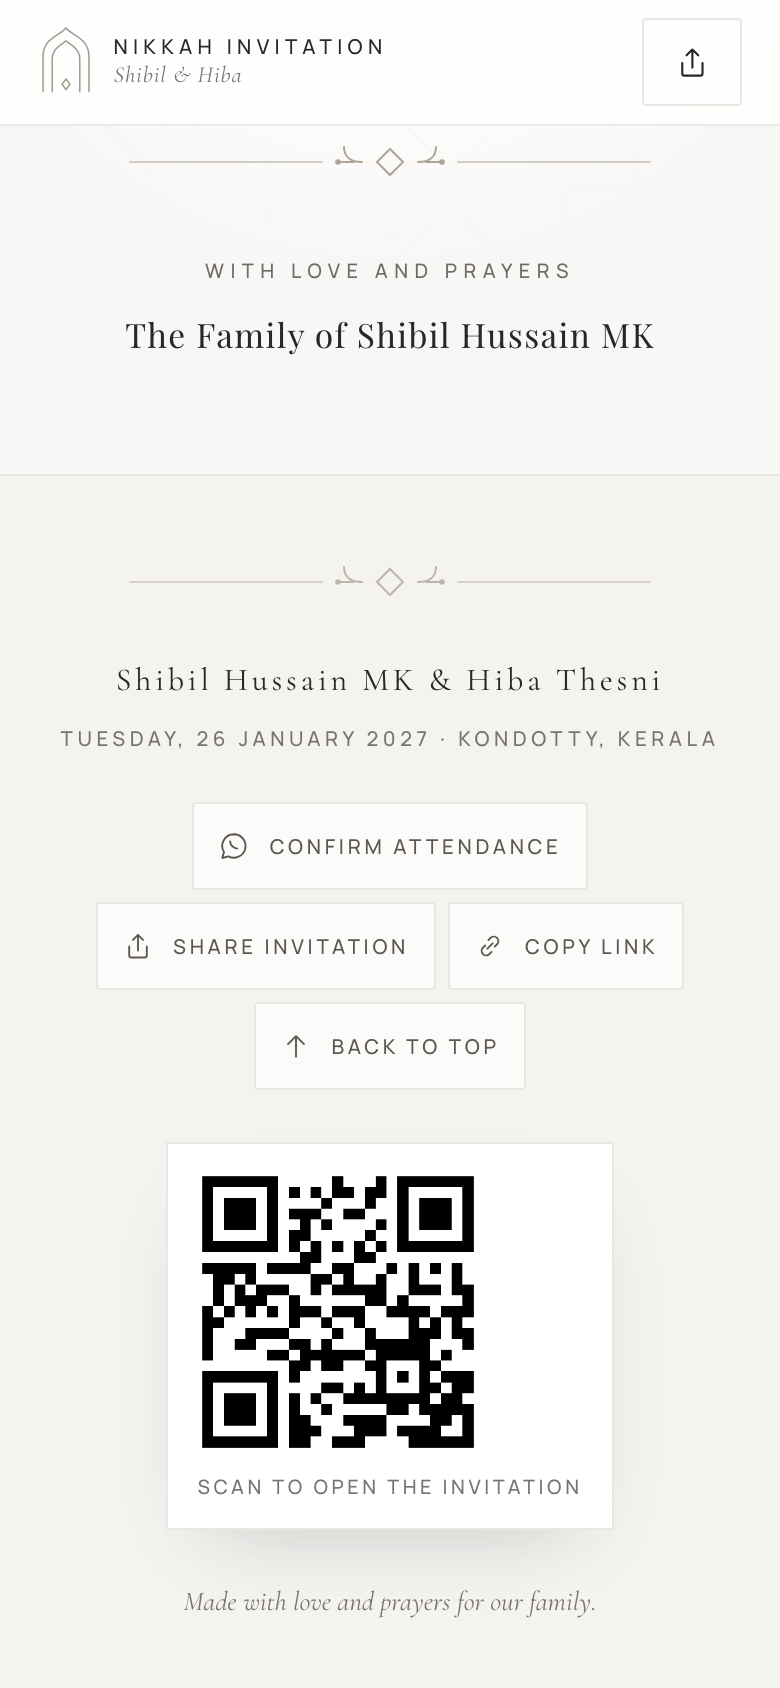 NIKKAH INVITATION
Shibil & Hiba
WITH LOVE AND PRAYERS
The Family of Shibil Hussain MK
Shibil Hussain MK & Hiba Thesni
TUESDAY, 26 JANUARY 2027 · KONDOTTY, KERALA
CONFIRM ATTENDANCE
SHARE INVITATION
COPY LINK
BACK TO TOP
SCAN TO OPEN THE INVITATION
Made with love and prayers for our family.